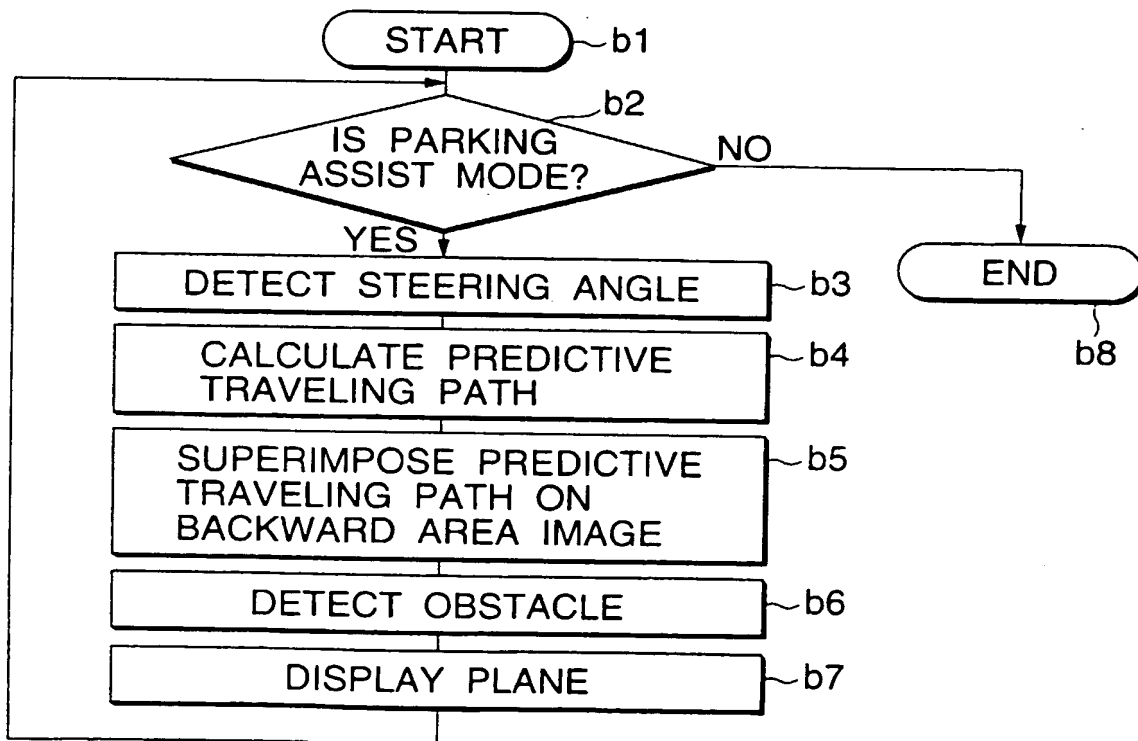 START
b1
b2
IS PARKING
ASSIST MODE?
NO
YES
DETECT STEERING ANGLE
b3
END
b8
CALCULATE PREDICTIVE
TRAVELING PATH
b4
SUPERIMPOSE PREDICTIVE
TRAVELING PATH ON
BACKWARD AREA IMAGE
b5
DETECT OBSTACLE
b6
DISPLAY PLANE
b7